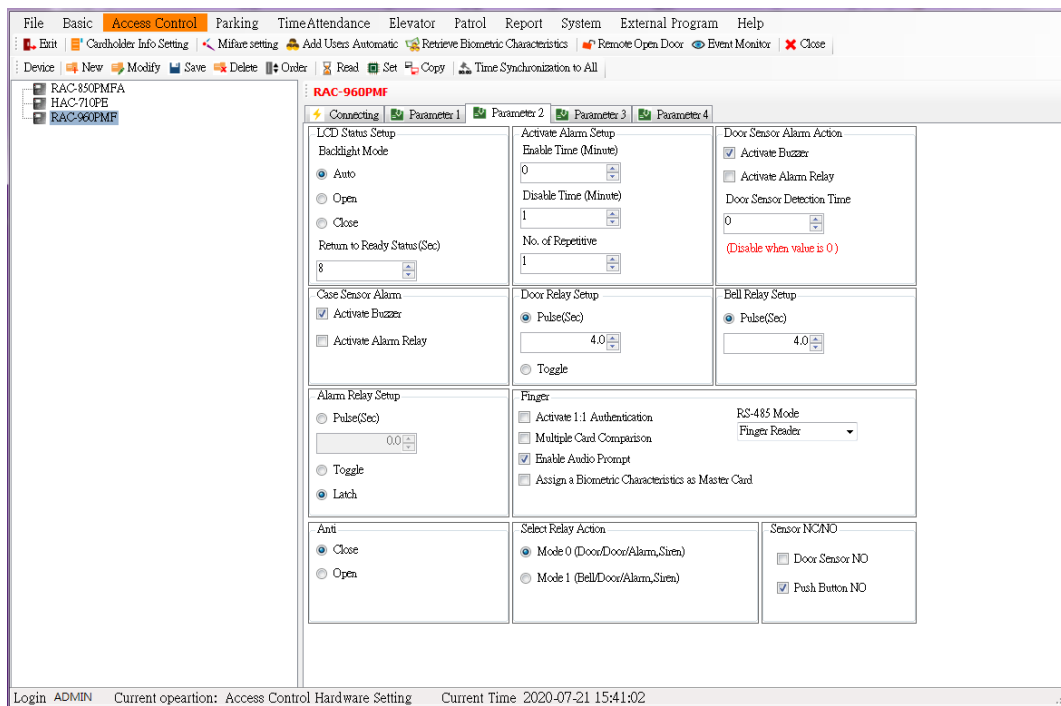 File Basic Access Control Parking TimeAttendance Elevator Patrol Report System External Program Help
Exit Cardholder Info Setting Mifare setting Add Users Automatic Retrieve Biometric Characteristics Remote Open Door Event Monitor Close
Device New Modify Save Delete Order Read Set Copy Time Synchronization to All
RAC-850PMFA
HAC-710PE
RAC-960PMF
RAC-960PMF
Connecting Parameter 1 Parameter 2 Parameter 3 Parameter 4
LCD Status Setup
Backlight Mode
Auto
Open
Close
Return to Ready Status(Sec)
8
Activate Alarm Setup
Enable Time (Minute)
0
Disable Time (Minute)
1
No. of Repetitive
1
Door Sensor Alarm Action
Activate Buzzer
Activate Alarm Relay
Door Sensor Detection Time
0
(Disable when value is 0 )
Case Sensor Alarm
Activate Buzzer
Activate Alarm Relay
Door Relay Setup
Pulse(Sec)
4.0
Toggle
Bell Relay Setup
Pulse(Sec)
4.0
Alarm Relay Setup
Pulse(Sec)
0.0
Toggle
Latch
Finger
Activate 1:1 Authentication
Multiple Card Comparison
Enable Audio Prompt
Assign a Biometric Characteristics as Master Card
RS-485 Mode
Finger Reader
Anti
Close
Open
Select Relay Action
Mode 0 (Door/Door/Alarm,Siren)
Mode 1 (Bell/Door/Alarm,Siren)
Sensor NC/NO
Door Sensor NO
Push Button NO
Login ADMIN Current opeartion: Access Control Hardware Setting Current Time 2020-07-21 15:41:02